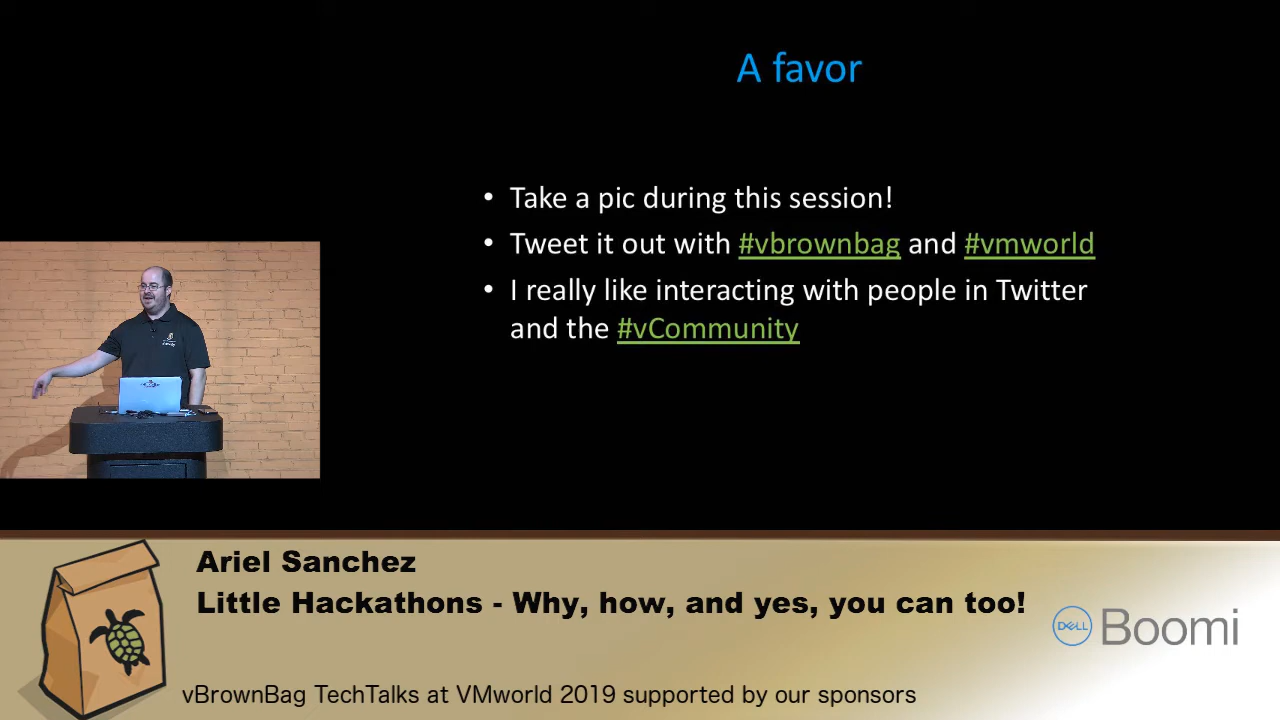 A favor
• Take a pic during this session!
• Tweet it out with #vbrownbag and #vmworld
• I really like interacting with people in Twitter
and the #vCommunity
Ariel Sanchez
Little Hackathons - Why, how, and yes, you can too!
DELL Boomi
vBrownBag TechTalks at VMworld 2019 supported by our sponsors